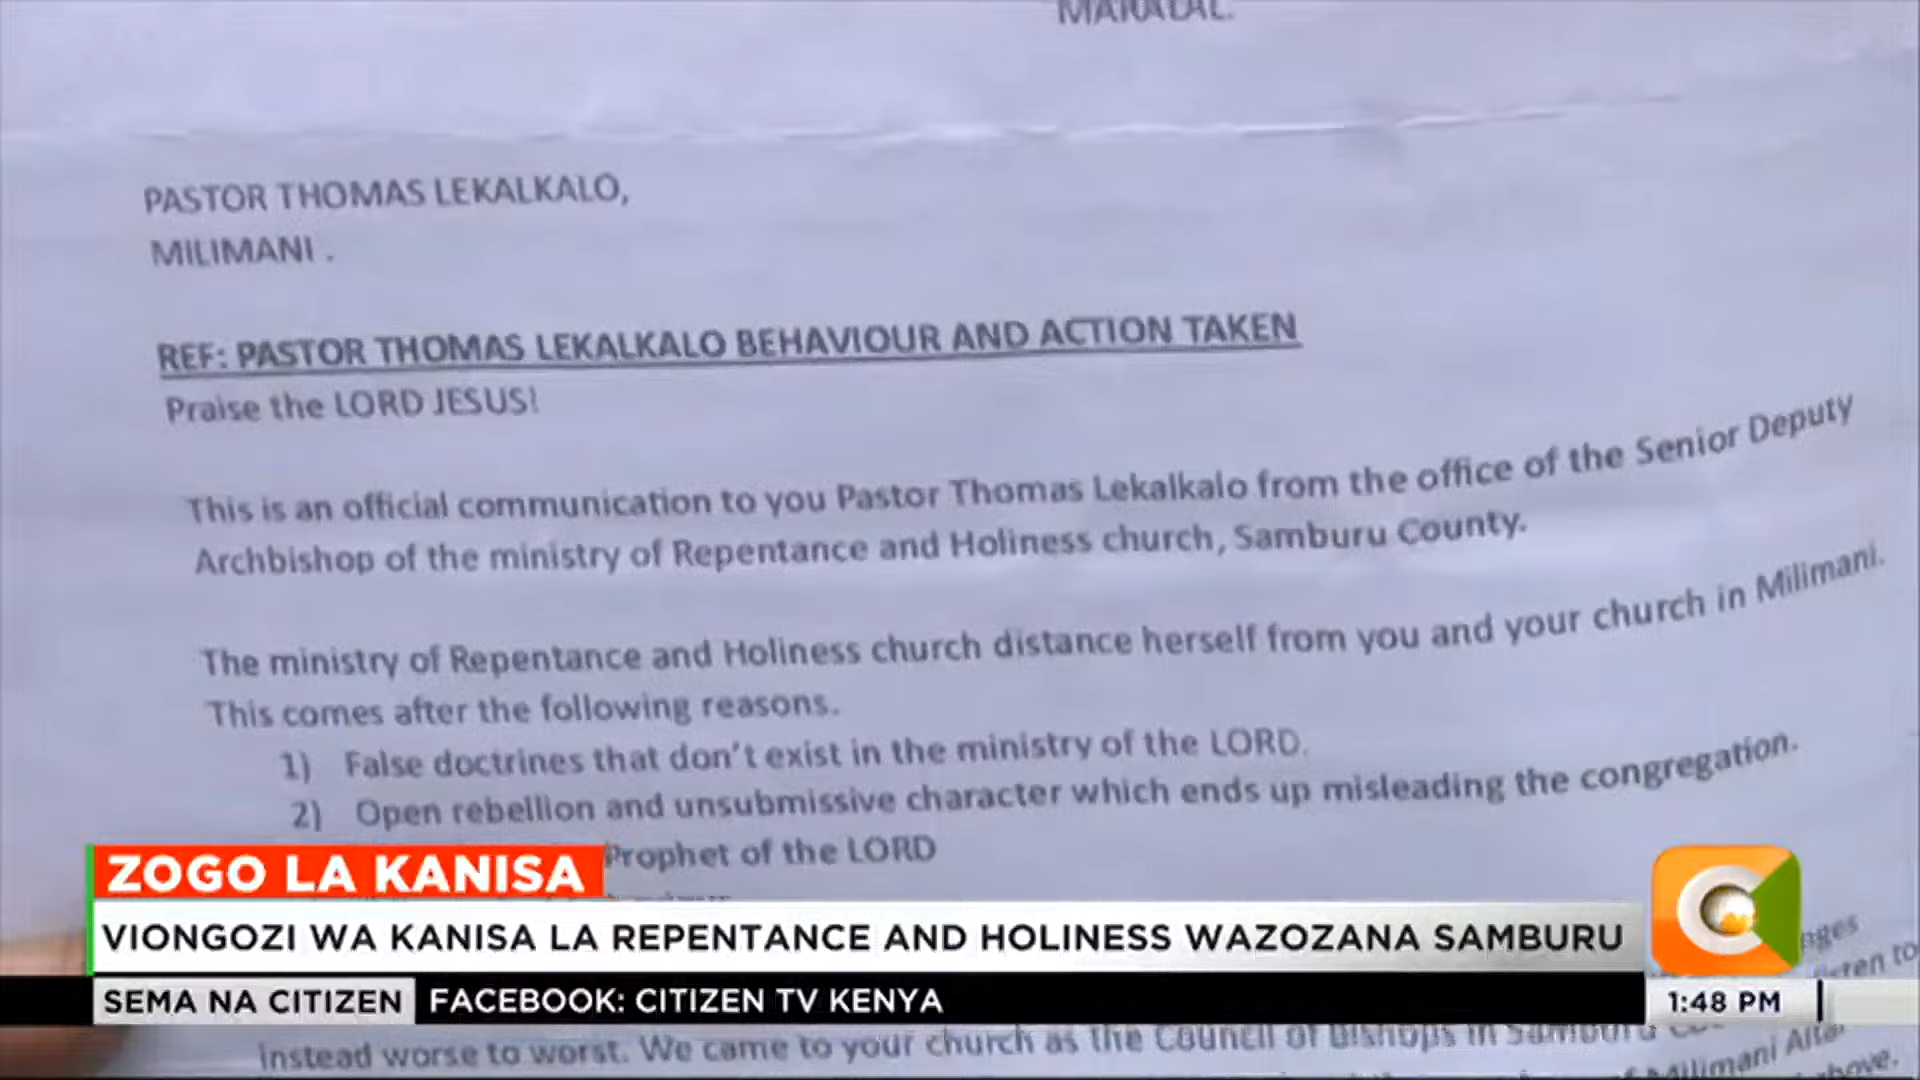 MARALAL.
PASTOR THOMAS LEKALKALO,
MILIMANI .
REF: PASTOR THOMAS LEKALKALO BEHAVIOUR AND ACTION TAKEN
Praise the LORD JESUS!
This is an official communication to you Pastor Thomas Lekalkalo from the office of the Senior Deputy
Archbishop of the ministry of Repentance and Holiness church, Samburu County.
The ministry of Repentance and Holiness church distance herself from you and your church in Milimani.
This comes after the following reasons.
1) False doctrines that don't exist in the ministry of the LORD.
2) Open rebellion and unsubmissive character which ends up misleading the congregation.
Prophet of the LORD
ZOGO LA KANISA
VIONGOZI WA KANISA LA REPENTANCE AND HOLINESS WAZOZANA SAMBURU
SEMA NA CITIZEN FACEBOOK: CITIZEN TV KENYA
1:48 PM
instead worse to worst. We came to your church as the Council of Bishops in Samburu
Milimani
above.